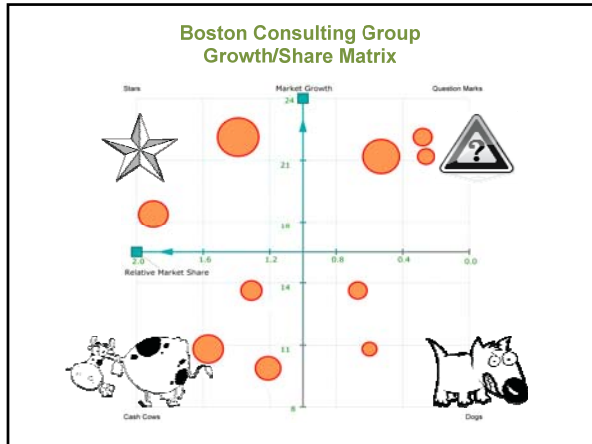 Boston Consulting Group
Growth/Share Matrix
Stars
Market Growth
Question Marks
24
?
21
18
2.0 1.6 1.2 0.8 0.4 0.0
Relative Market Share
14
11
8
Cash Cows
Dogs